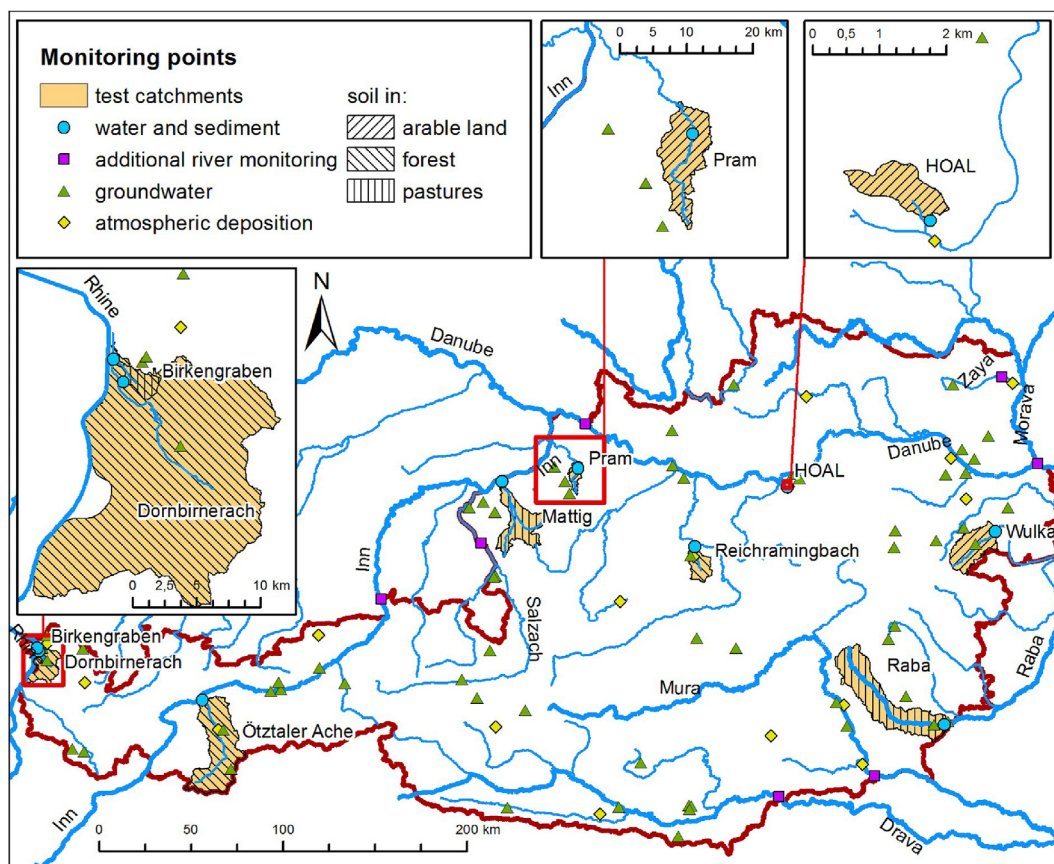 Monitoring points
test catchments
water and sediment
additional river monitoring
groundwater
atmospheric deposition
soil in:
arable land
forest
pastures
0 5 10 20 km
Inn
Pram
0 0,5 1 2 km
HOAL
Rhine
Birkengraben
Dornbirnerach
0 2,5 5 10 km
N
Danube
Zaya
Morava
Danube
Inn
Pram
HOAL
Mattig
Wulka
Reichramingbach
Inn
Salzach
Birkengraben
Dornbirnerach
Raba
Raba
Mura
Ötztaler Ache
Inn
Drava
0 50 100 200 km